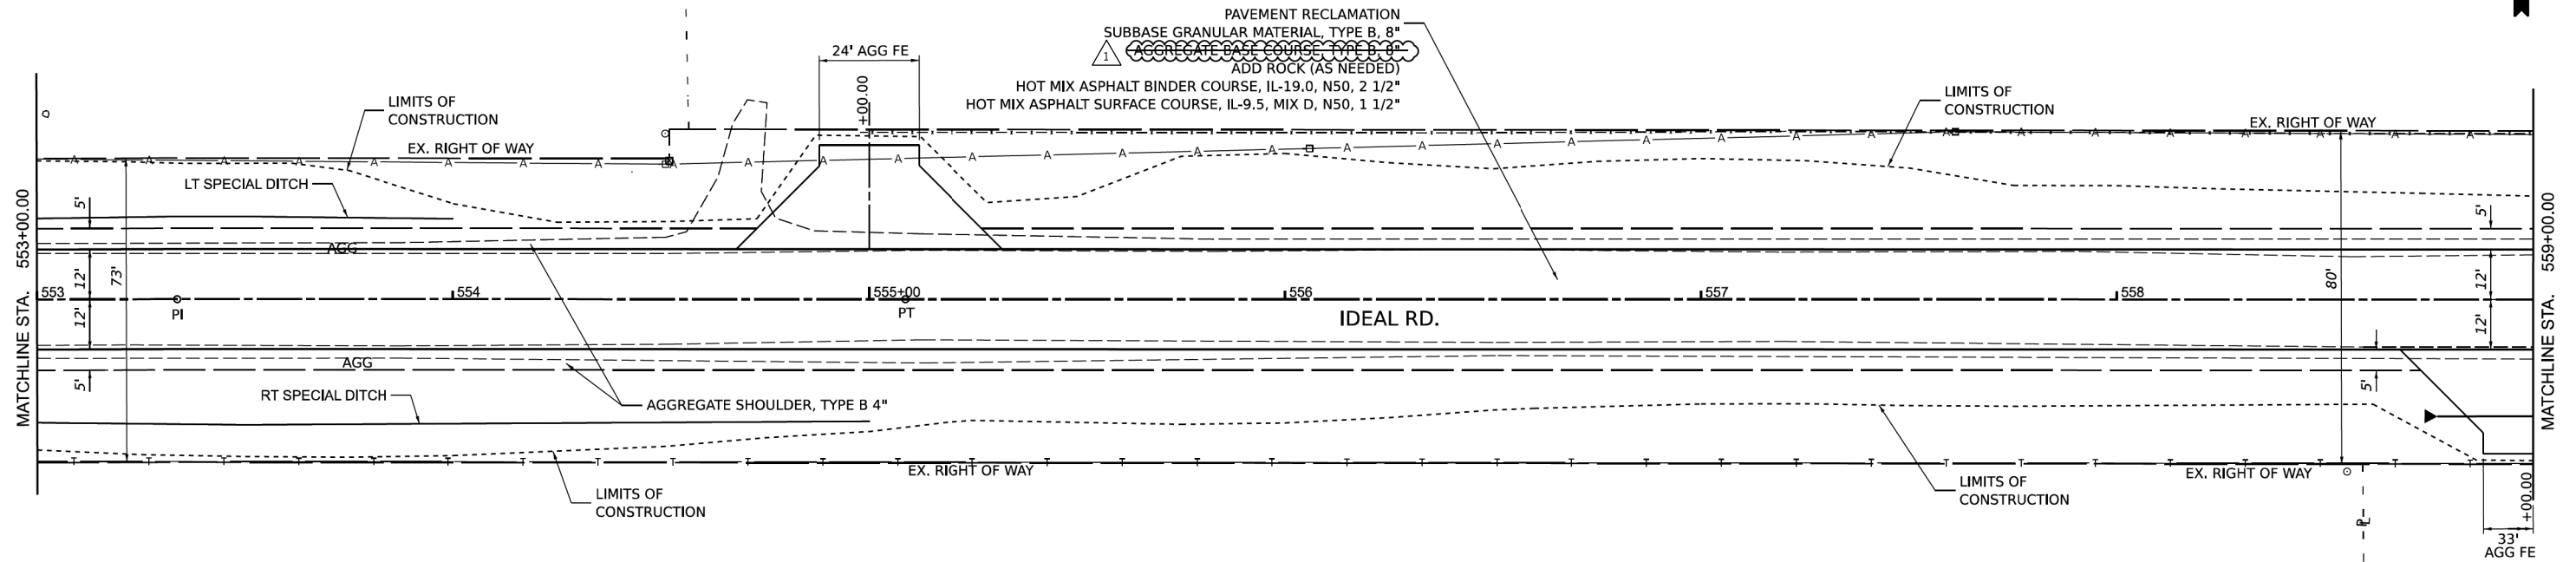 PAVEMENT RECLAMATION
SUBBASE GRANULAR MATERIAL, TYPE B, 8"
1
AGGREGATE BASE COURSE, TYPE B, 8"
ADD ROCK (AS NEEDED)
HOT MIX ASPHALT BINDER COURSE, IL-19.0, N50, 2 1/2"
HOT MIX ASPHALT SURFACE COURSE, IL-9.5, MIX D, N50, 1 1/2"
24' AGG FE
+00.00
LIMITS OF
CONSTRUCTION
LIMITS OF
CONSTRUCTION
EX. RIGHT OF WAY
EX. RIGHT OF WAY
A A A A A A A A A A A A A A A A A A A A A A A A A A A A A A A A A
LT SPECIAL DITCH
5'
5'
AGG
MATCHLINE STA. 553+00.00
12'
73'
553
554
555+00
556
557
558
80'
12'
MATCHLINE STA. 559+00.00
PI
PT
12'
IDEAL RD.
12'
AGG
5'
5'
RT SPECIAL DITCH
AGGREGATE SHOULDER, TYPE B 4"
T T T T T T T T T T T T T T T T T T T T T T T T T T T T T T T T T
EX. RIGHT OF WAY
EX. RIGHT OF WAY
LIMITS OF
CONSTRUCTION
LIMITS OF
CONSTRUCTION
PL
+00.00
33'
AGG FE